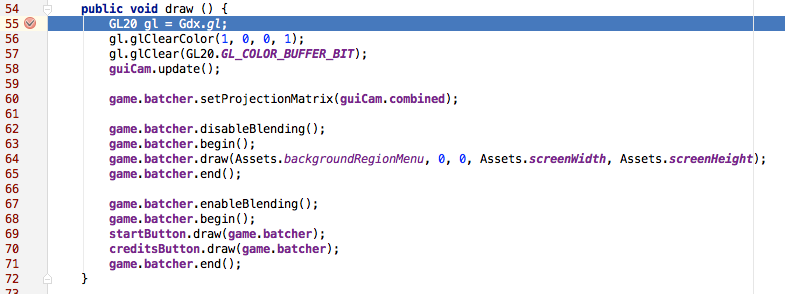 54 public void draw () {
55 GL20 gl = Gdx.gl;
56 gl.glClearColor(1, 0, 0, 1);
57 gl.glClear(GL20.GL_COLOR_BUFFER_BIT);
58 guiCam.update();
59
60 game.batcher.setProjectionMatrix(guiCam.combined);
61
62 game.batcher.disableBlending();
63 game.batcher.begin();
64 game.batcher.draw(Assets.backgroundRegionMenu, 0, 0, Assets.screenWidth, Assets.screenHeight);
65 game.batcher.end();
66
67 game.batcher.enableBlending();
68 game.batcher.begin();
69 startButton.draw(game.batcher);
70 creditsButton.draw(game.batcher);
71 game.batcher.end();
72 }
73